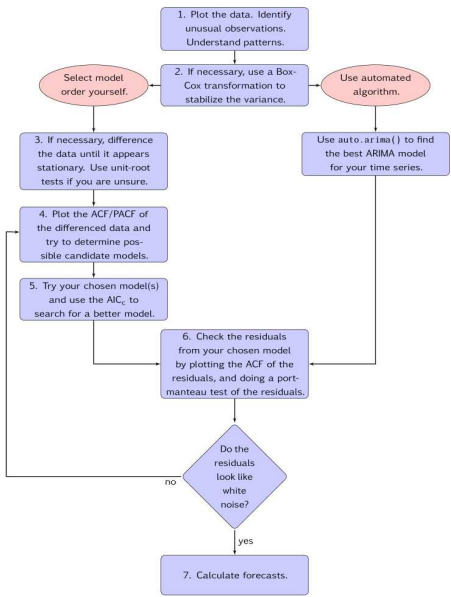 1. Plot the data. Identify
unusual observations.
Understand patterns.
Select model
order yourself.
2. If necessary, use a Box-
Cox transformation to
stabilize the variance.
Use automated
algorithm.
3. If necessary, difference
the data until it appears
stationary. Use unit-root
tests if you are unsure.
Use auto.arima() to find
the best ARIMA model
for your time series.
4. Plot the ACF/PACF of
the differenced data and
try to determine pos-
sible candidate models.
5. Try your chosen model(s)
and use the AICc to
search for a better model.
6. Check the residuals
from your chosen model
by plotting the ACF of the
residuals, and doing a port-
manteau test of the residuals.
Do the
residuals
look like
white
noise?
no
yes
7. Calculate forecasts.